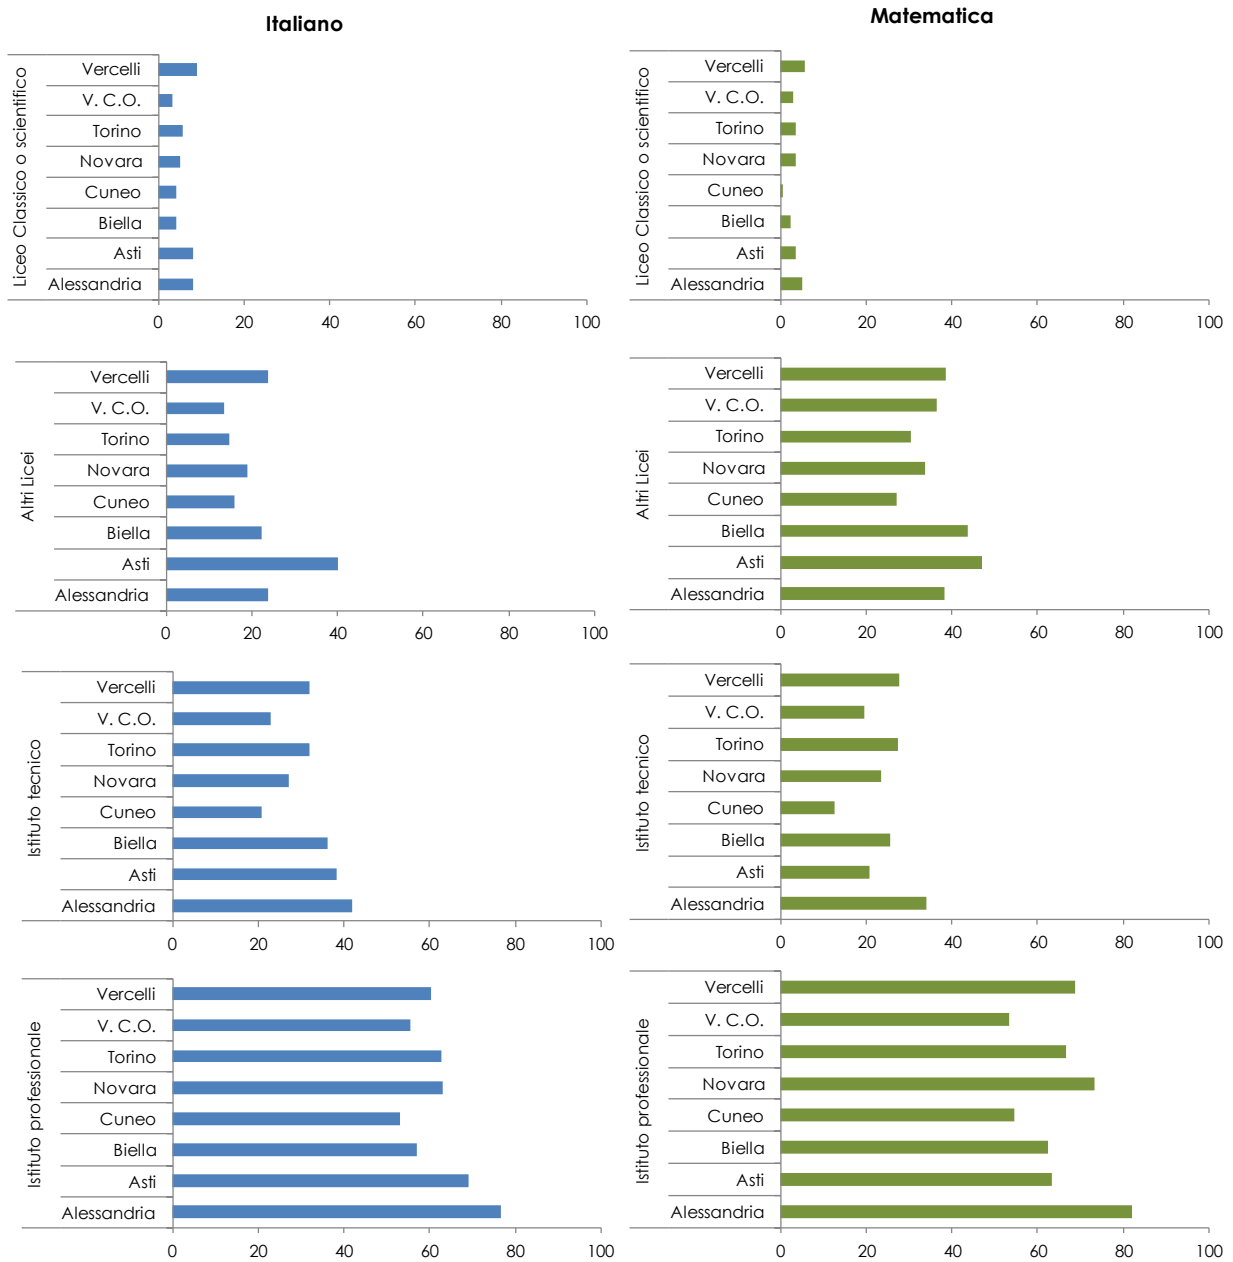 Italiano
Liceo Classico o scientifico
Vercelli
V. C.O.
Torino
Novara
Cuneo
Biella
Asti
Alessandria
0 20 40 60 80 100
Altri Licei
Vercelli
V. C.O.
Torino
Novara
Cuneo
Biella
Asti
Alessandria
0 20 40 60 80 100
Istituto tecnico
Vercelli
V. C.O.
Torino
Novara
Cuneo
Biella
Asti
Alessandria
0 20 40 60 80 100
Istituto professionale
Vercelli
V. C.O.
Torino
Novara
Cuneo
Biella
Asti
Alessandria
0 20 40 60 80 100
Matematica
Liceo Classico o scientifico
Vercelli
V. C.O.
Torino
Novara
Cuneo
Biella
Asti
Alessandria
0 20 40 60 80 100
Altri Licei
Vercelli
V. C.O.
Torino
Novara
Cuneo
Biella
Asti
Alessandria
0 20 40 60 80 100
Istituto tecnico
Vercelli
V. C.O.
Torino
Novara
Cuneo
Biella
Asti
Alessandria
0 20 40 60 80 100
Istituto professionale
Vercelli
V. C.O.
Torino
Novara
Cuneo
Biella
Asti
Alessandria
0 20 40 60 80 100